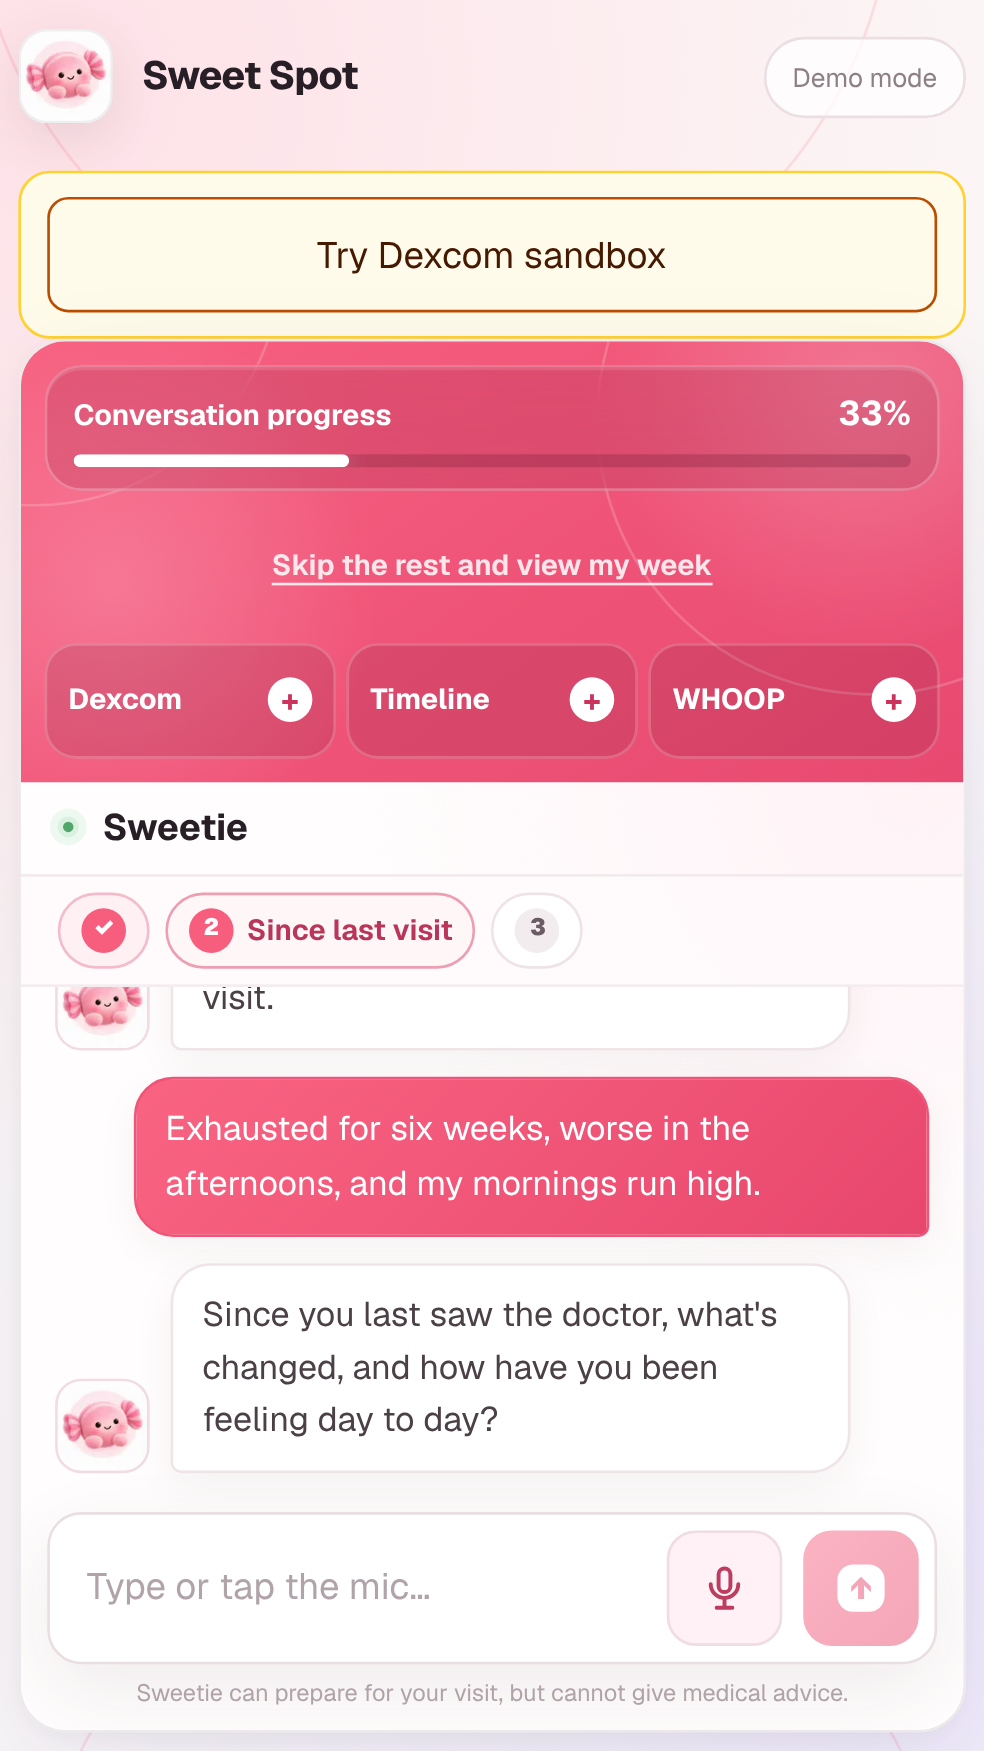 Sweet Spot
Demo mode
Try Dexcom sandbox
Conversation progress
33%
Skip the rest and view my week
Dexcom +
Timeline +
WHOOP +
Sweetie
2 Since last visit
3
visit.
Exhausted for six weeks, worse in the
afternoons, and my mornings run high.
Since you last saw the doctor, what's
changed, and how have you been
feeling day to day?
Type or tap the mic...
Sweetie can prepare for your visit, but cannot give medical advice.